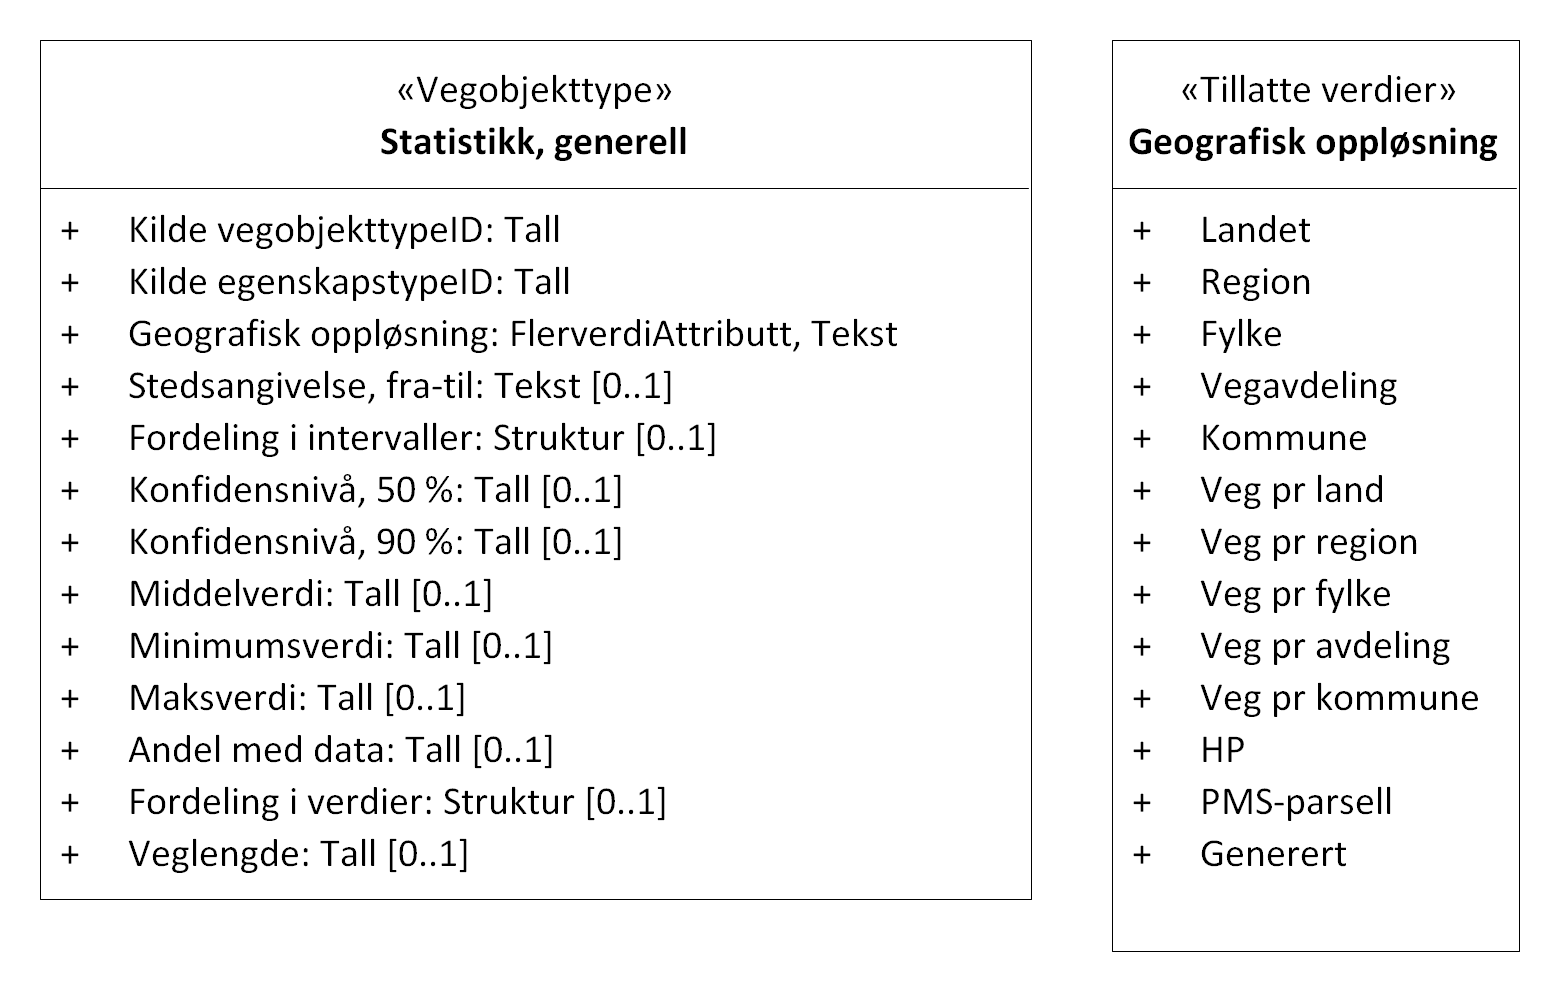 «Vegobjekttype»
Statistikk, generell
+ Kilde vegobjekttypeID: Tall
+ Kilde egenskapstypeID: Tall
+ Geografisk oppløsning: FlerverdiAttributt, Tekst
+ Stedsangivelse, fra-til: Tekst [0..1]
+ Fordeling i intervaller: Struktur [0..1]
+ Konfidensnivå, 50 %: Tall [0..1]
+ Konfidensnivå, 90 %: Tall [0..1]
+ Middelverdi: Tall [0..1]
+ Minimumsverdi: Tall [0..1]
+ Maksverdi: Tall [0..1]
+ Andel med data: Tall [0..1]
+ Fordeling i verdier: Struktur [0..1]
+ Veglengde: Tall [0..1]
«Tillatte verdier»
Geografisk oppløsning
+ Landet
+ Region
+ Fylke
+ Vegavdeling
+ Kommune
+ Veg pr land
+ Veg pr region
+ Veg pr fylke
+ Veg pr avdeling
+ Veg pr kommune
+ HP
+ PMS-parsell
+ Generert